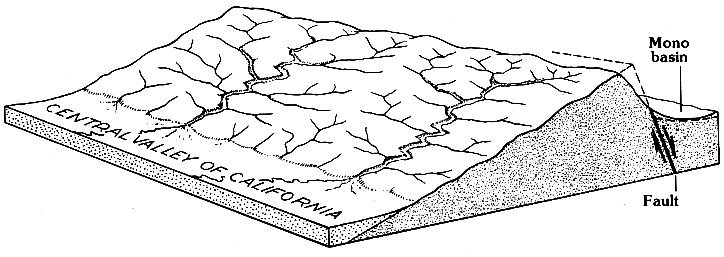 Mono
basin
CENTRAL VALLEY OF CALIFORNIA
Fault